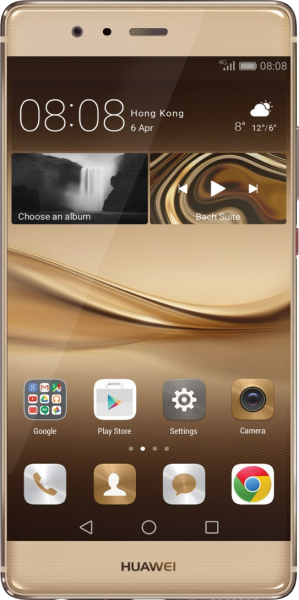 4G 08:08
08:08
Hong Kong
6 Apr
8° 12°/6°
Choose an album
Bach Suite
Google
Play Store
Settings
Camera
HUAWEI